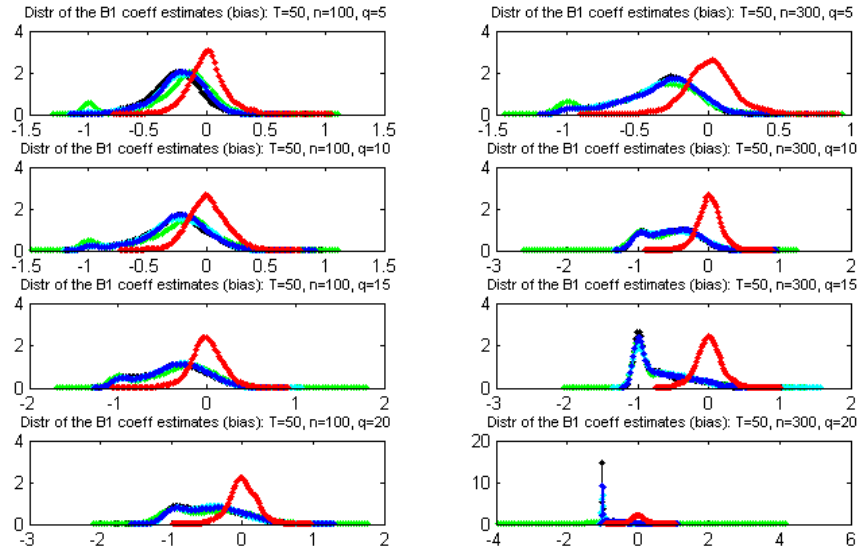 Distr of the B1 coeff estimates (bias): T=50, n=100, q=5
4
2
0
-1.5 -1 -0.5 0 0.5 1 1.5
Distr of the B1 coeff estimates (bias): T=50, n=300, q=5
4
2
0
-1.5 -1 -0.5 0 0.5 1
Distr of the B1 coeff estimates (bias): T=50, n=100, q=10
4
2
0
-1.5 -1 -0.5 0 0.5 1 1.5
Distr of the B1 coeff estimates (bias): T=50, n=300, q=10
4
2
0
-3 -2 -1 0 1 2
Distr of the B1 coeff estimates (bias): T=50, n=100, q=15
4
2
0
-2 -1 0 1 2
Distr of the B1 coeff estimates (bias): T=50, n=300, q=15
4
2
0
-3 -2 -1 0 1 2
Distr of the B1 coeff estimates (bias): T=50, n=100, q=20
4
2
0
-3 -2 -1 0 1 2
Distr of the B1 coeff estimates (bias): T=50, n=300, q=20
20
10
0
-4 -2 0 2 4 6